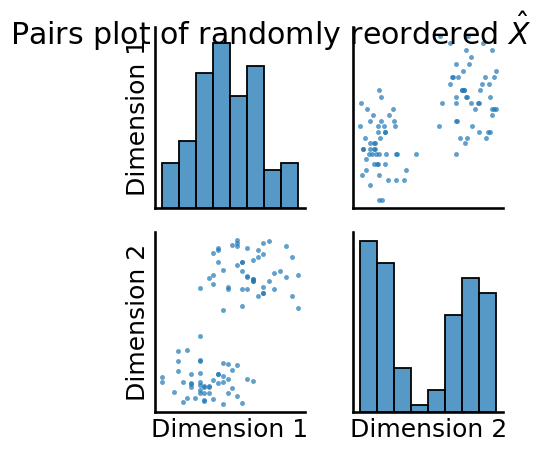 Pairs plot of randomly reordered X̂
Dimension 1
Dimension 2
Dimension 1
Dimension 2